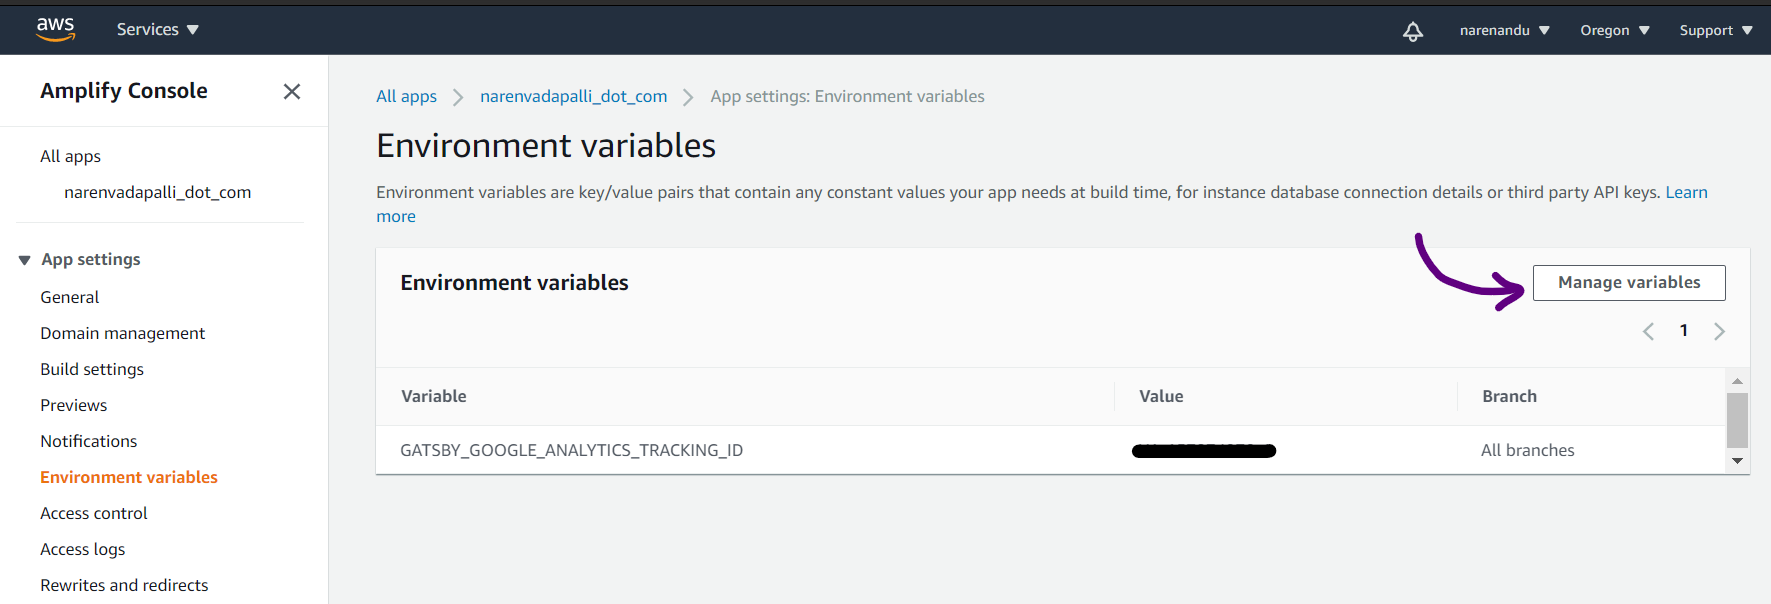 aws Services narenandu Oregon Support
Amplify Console
All apps
narenvadapalli_dot_com
App settings
General
Domain management
Build settings
Previews
Notifications
Environment variables
Access control
Access logs
Rewrites and redirects
All apps narenvadapalli_dot_com App settings: Environment variables
Environment variables
Environment variables are key/value pairs that contain any constant values your app needs at build time, for instance database connection details or third party API keys. Learn
more
Environment variables Manage variables
1
Variable Value Branch
GATSBY_GOOGLE_ANALYTICS_TRACKING_ID All branches